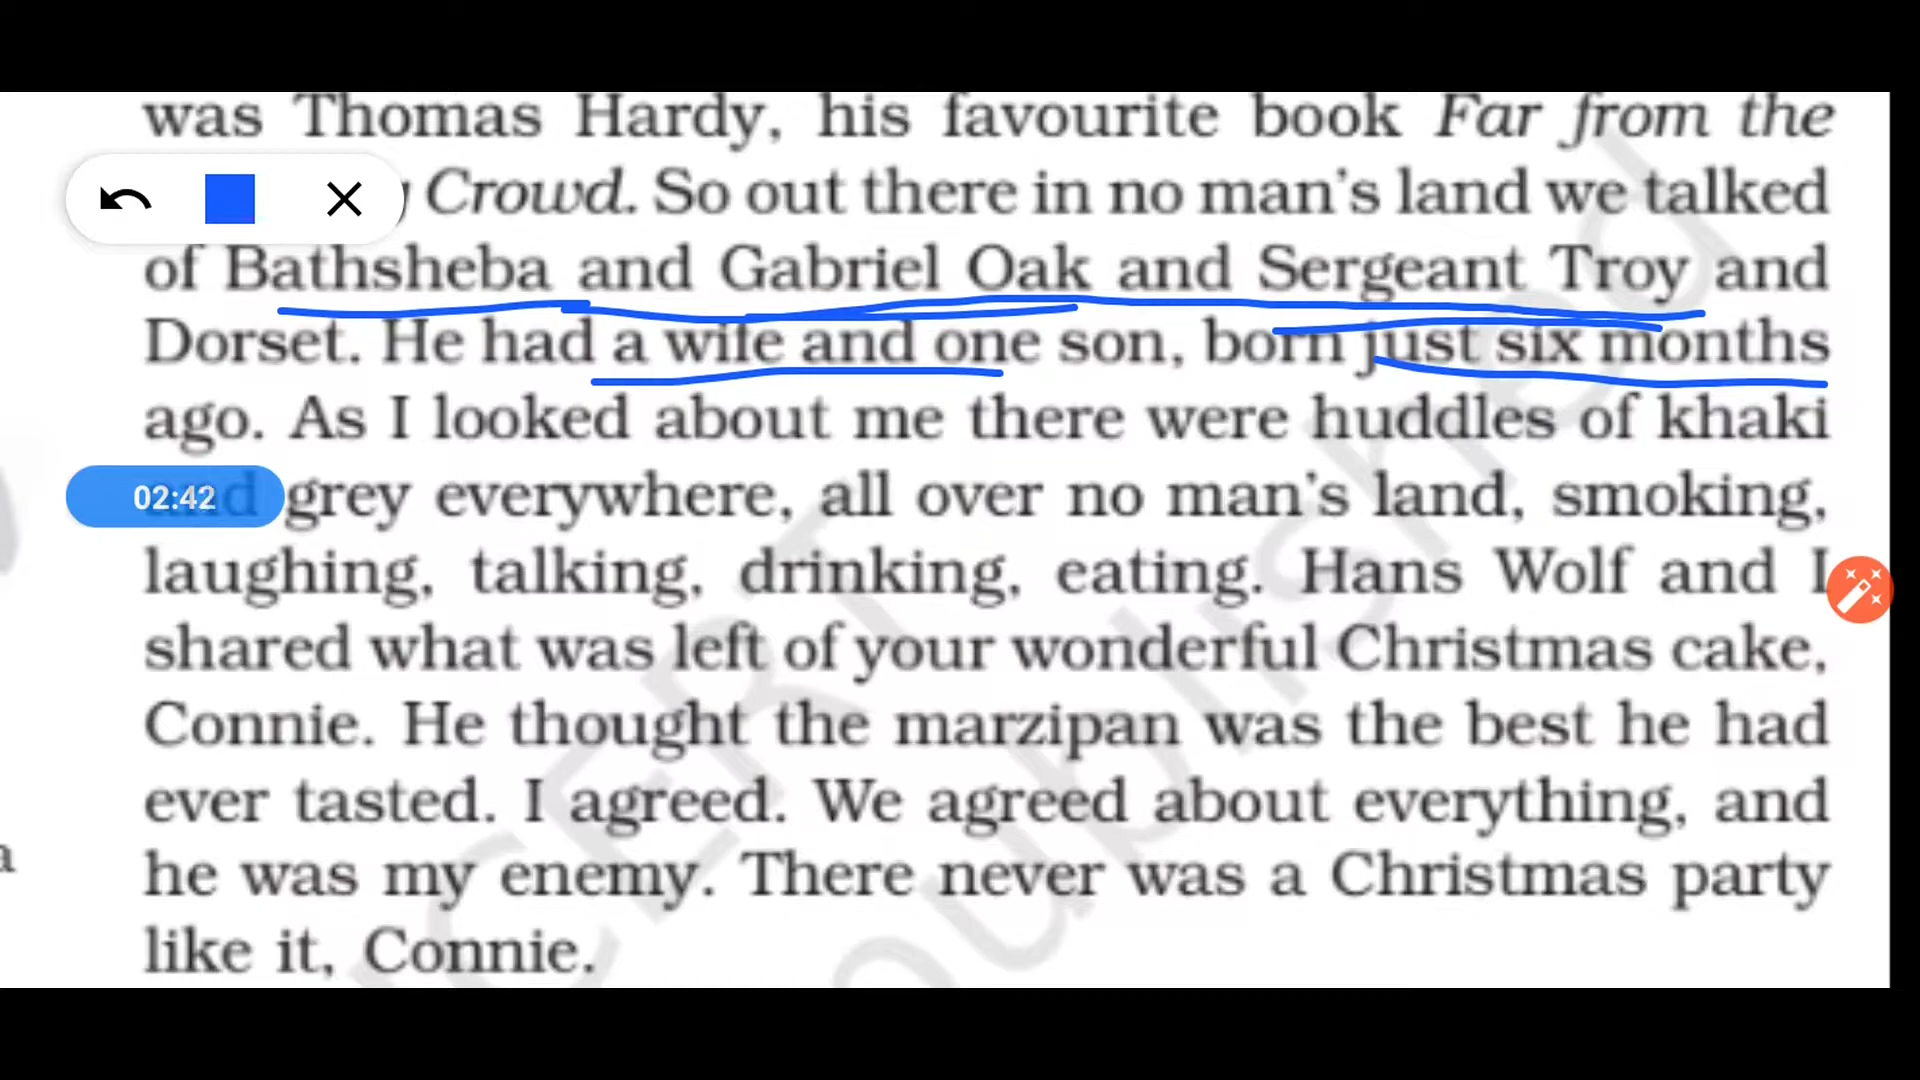 was Thomas Hardy, his favourite book Far from the
Crowd. So out there in no man's land we talked
of Bathsheba and Gabriel Oak and Sergeant Troy and
Dorset. He had a wife and one son, born just six months
ago. As I looked about me there were huddles of khaki
and grey everywhere, all over no man's land, smoking,
02:42
laughing, talking, drinking, eating. Hans Wolf and I
shared what was left of your wonderful Christmas cake,
Connie. He thought the marzipan was the best he had
ever tasted. I agreed. We agreed about everything, and
he was my enemy. There never was a Christmas party
like it, Connie.